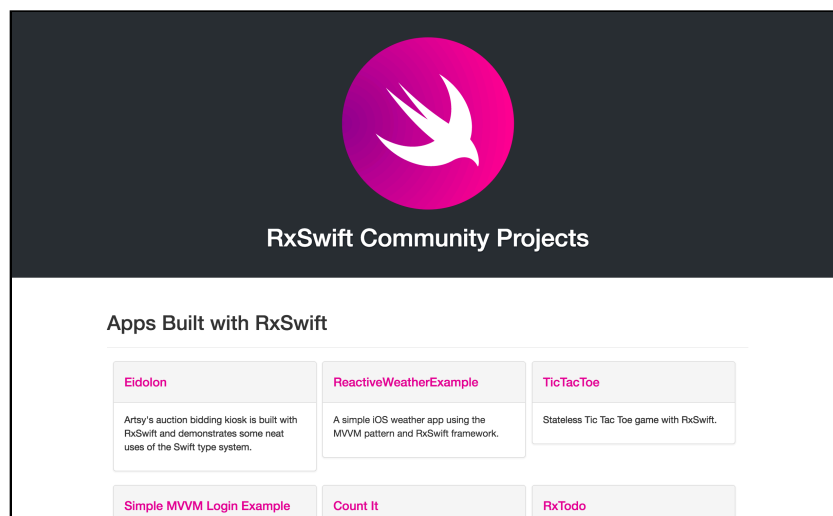 RxSwift Community Projects
Apps Built with RxSwift
Eidolon
Artsy's auction bidding kiosk is built with
RxSwift and demonstrates some neat
uses of the Swift type system.
ReactiveWeatherExample
A simple iOS weather app using the
MVVM pattern and RxSwift framework.
TicTacToe
Stateless Tic Tac Toe game with RxSwift.
Simple MVVM Login Example
Count It
RxTodo